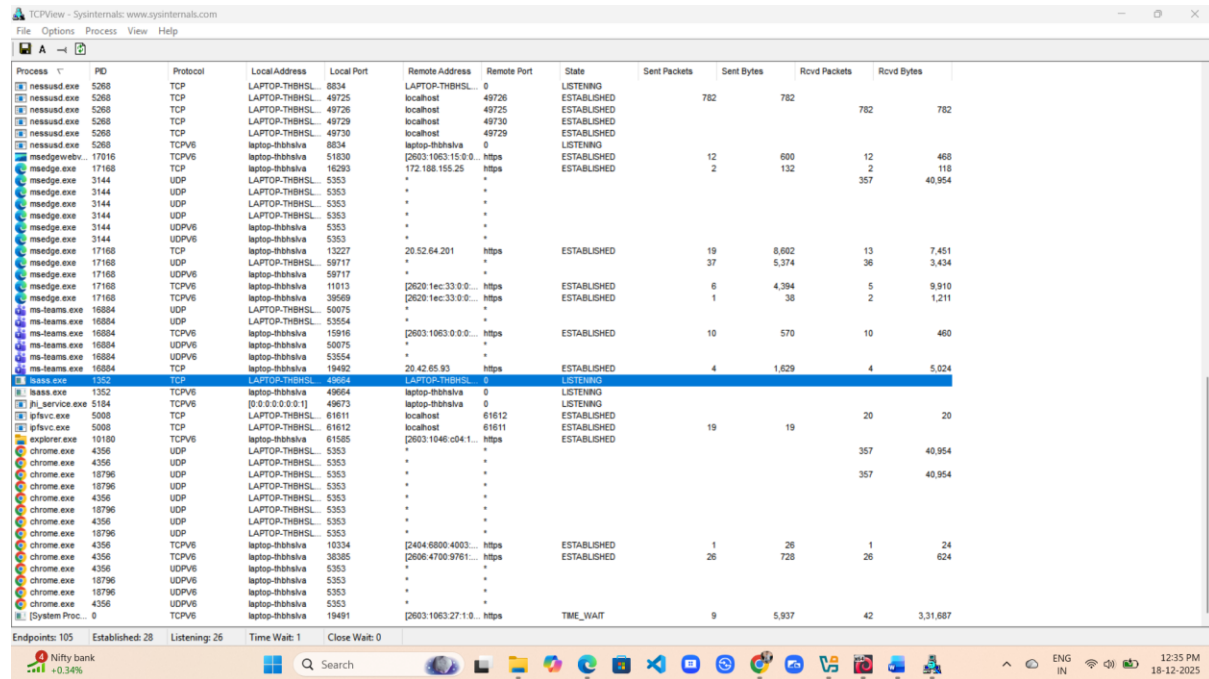 TCPView - Sysinternals: www.sysinternals.com
File Options Process View Help
A
Process PID Protocol Local Address Local Port Remote Address Remote Port State Sent Packets Sent Bytes Rcvd Packets Rcvd Bytes
nessusd.exe 5268 TCP LAPTOP-THBHSL... 8834 LAPTOP-THBHSL... 0 LISTENING
nessusd.exe 5268 TCP LAPTOP-THBHSL... 49725 localhost 49726 ESTABLISHED 782 782
nessusd.exe 5268 TCP LAPTOP-THBHSL... 49726 localhost 49725 ESTABLISHED 782 782
nessusd.exe 5268 TCP LAPTOP-THBHSL... 49729 localhost 49730 ESTABLISHED
nessusd.exe 5268 TCP LAPTOP-THBHSL... 49730 localhost 49729 ESTABLISHED
nessusd.exe 5268 TCPV6 laptop-thbhslva 8834 laptop-thbhslva 0 LISTENING
msedgewebv... 17016 TCPV6 laptop-thbhslva 51830 [2603:1063:15:0:0... https ESTABLISHED 12 600 12 468
msedge.exe 17168 TCP laptop-thbhslva 16293 172.188.155.25 https ESTABLISHED 2 132 2 118
msedge.exe 3144 UDP LAPTOP-THBHSL... 5353 * * 357 40,954
msedge.exe 3144 UDP LAPTOP-THBHSL... 5353 * *
msedge.exe 3144 UDP LAPTOP-THBHSL... 5353 * *
msedge.exe 3144 UDP LAPTOP-THBHSL... 5353 * *
msedge.exe 3144 UDPV6 laptop-thbhslva 5353 * *
msedge.exe 3144 UDPV6 laptop-thbhslva 5353 * *
msedge.exe 17168 TCP laptop-thbhslva 13227 20.52.64.201 https ESTABLISHED 19 8,602 13 7,451
msedge.exe 17168 UDP LAPTOP-THBHSL... 59717 * * 37 5,374 36 3,434
msedge.exe 17168 UDPV6 laptop-thbhslva 59717 * *
msedge.exe 17168 TCPV6 laptop-thbhslva 11013 [2620:1ec:33:0:0:... https ESTABLISHED 6 4,394 5 9,910
msedge.exe 17168 TCPV6 laptop-thbhslva 39569 [2620:1ec:33:0:0:... https ESTABLISHED 1 38 2 1,211
ms-teams.exe 16884 UDP LAPTOP-THBHSL... 50075 * *
ms-teams.exe 16884 UDP LAPTOP-THBHSL... 53554 * *
ms-teams.exe 16884 TCPV6 laptop-thbhslva 15916 [2603:1063:0:0:0:... https ESTABLISHED 10 570 10 460
ms-teams.exe 16884 UDPV6 laptop-thbhslva 50075 * *
ms-teams.exe 16884 UDPV6 laptop-thbhslva 53554 * *
ms-teams.exe 16884 TCP laptop-thbhslva 19492 20.42.65.93 https ESTABLISHED 4 1,629 4 5,024
lsass.exe 1352 TCP LAPTOP-THBHSL... 49664 LAPTOP-THBHSL... 0 LISTENING
lsass.exe 1352 TCPV6 laptop-thbhslva 49664 laptop-thbhslva 0 LISTENING
jhi_service.exe 5184 TCPV6 [0:0:0:0:0:0:0:1] 49673 laptop-thbhslva 0 LISTENING
ipfsvc.exe 5008 TCP LAPTOP-THBHSL... 61611 localhost 61612 ESTABLISHED 20 20
ipfsvc.exe 5008 TCP LAPTOP-THBHSL... 61612 localhost 61611 ESTABLISHED 19 19
explorer.exe 10180 TCPV6 laptop-thbhslva 61585 [2603:1046:c04:1... https ESTABLISHED
chrome.exe 4356 UDP LAPTOP-THBHSL... 5353 * * 357 40,954
chrome.exe 4356 UDP LAPTOP-THBHSL... 5353 * *
chrome.exe 18796 UDP LAPTOP-THBHSL... 5353 * * 357 40,954
chrome.exe 18796 UDP LAPTOP-THBHSL... 5353 * *
chrome.exe 4356 UDP LAPTOP-THBHSL... 5353 * *
chrome.exe 18796 UDP LAPTOP-THBHSL... 5353 * *
chrome.exe 4356 UDP LAPTOP-THBHSL... 5353 * *
chrome.exe 18796 UDP LAPTOP-THBHSL... 5353 * *
chrome.exe 4356 TCPV6 laptop-thbhslva 10334 [2404:6800:4003:... https ESTABLISHED 1 26 1 24
chrome.exe 4356 TCPV6 laptop-thbhslva 38385 [2606:4700:9761:... https ESTABLISHED 26 728 26 624
chrome.exe 4356 UDPV6 laptop-thbhslva 5353 * *
chrome.exe 18796 UDPV6 laptop-thbhslva 5353 * *
chrome.exe 18796 UDPV6 laptop-thbhslva 5353 * *
chrome.exe 4356 UDPV6 laptop-thbhslva 5353 * *
[System Proc... 0 TCPV6 laptop-thbhslva 19491 [2603:1063:27:1:0... https TIME_WAIT 9 5,937 42 3,31,687
Endpoints: 105 Established: 28 Listening: 26 Time Wait: 1 Close Wait: 0
4 Nifty bank Search ENG 12:35 PM
+0.34% IN 18-12-2025